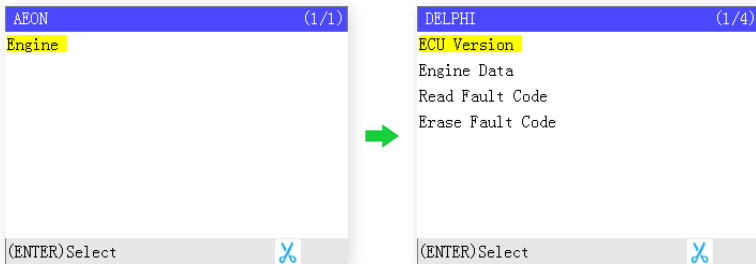 AEON (1/1)
Engine
(ENTER)Select
DELPHI (1/4)
ECU Version
Engine Data
Read Fault Code
Erase Fault Code
(ENTER)Select